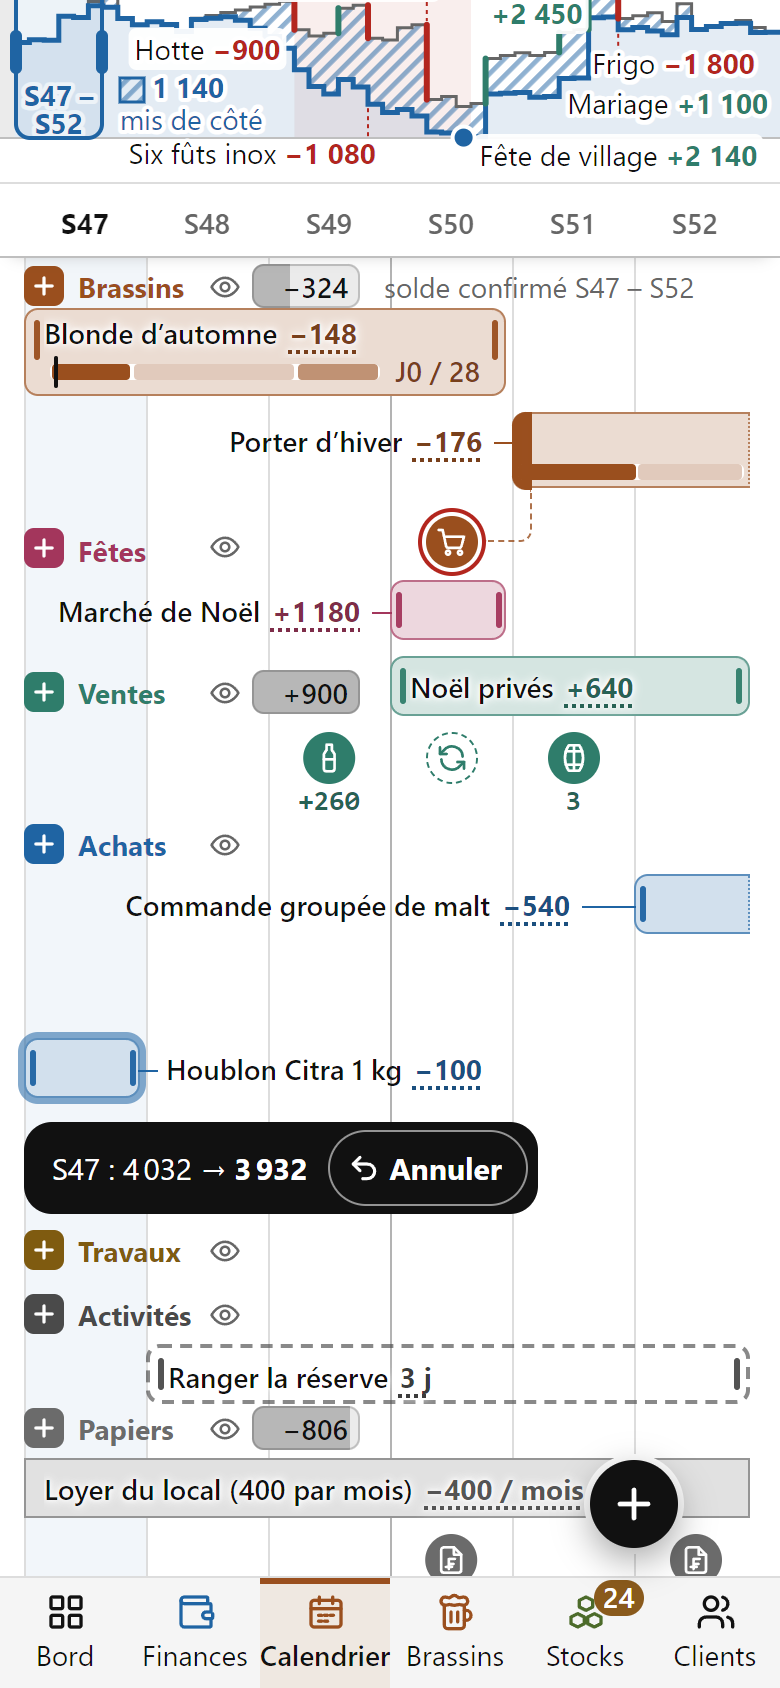 +2 450
Hotte −900
Frigo −1 800
S47 –
S52
1 140
mis de côté
Mariage +1 100
Six fûts inox −1 080
Fête de village +2 140
S47 S48 S49 S50 S51 S52
Brassins −324 solde confirmé S47 – S52
Blonde d’automne −148
J0 / 28
Porter d’hiver −176
Fêtes
Marché de Noël +1 180
Ventes +900 Noël privés +640
+260 3
Achats
Commande groupée de malt −540
Houblon Citra 1 kg −100
S47 : 4 032 → 3 932 Annuler
Travaux
Activités
Ranger la réserve 3 j
Papiers −806
Loyer du local (400 par mois) −400 / mois
24
Bord Finances Calendrier Brassins Stocks Clients